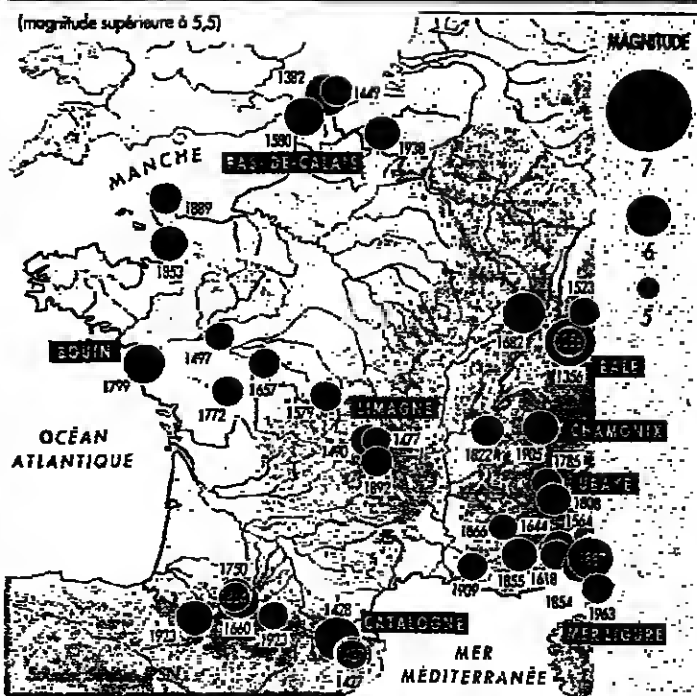 (magnitude supérieure à 5,5)
MAGNITUDE
7
6
5
1382
1449
1580
1938
PAS-DE-CALAIS
MANCHE
1889
1853
1523
1682
1356
BALE
1497
BOUIN
1799
1657
1772
1579
LIMAGNE
1490
1477
1892
OCÉAN
ATLANTIQUE
CHAMONIX
1822
1905
1785
UBAYE
1808
1866
1644
1564
1909
1855
1618
1854
1963
MER LIGURE
1750
1660
1923
1923
1428
CATALOGNE
1427
MER
MÉDITERRANÉE